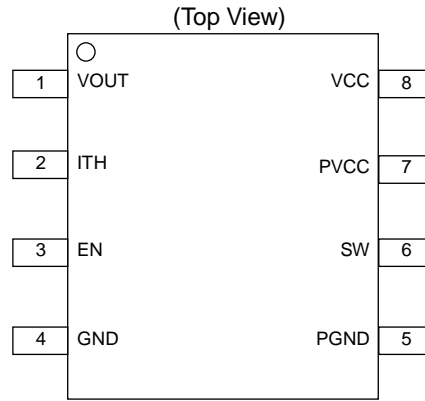 (Top View)
1 VOUT VCC 8
2 ITH PVCC 7
3 EN SW 6
4 GND PGND 5